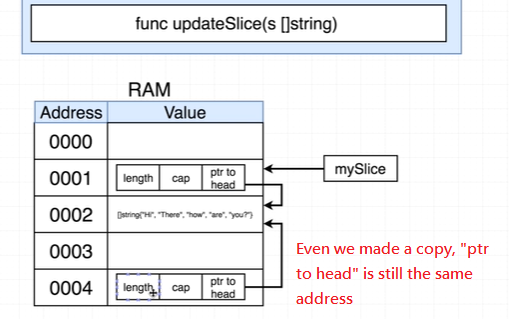 func updateSlice(s []string)
RAM
Address Value
0000
0001 length cap ptr to head
mySlice
0002 []string{"Hi", "There", "how", "are", "you?"}
0003
Even we made a copy, "ptr
to head" is still the same
address
0004 length cap ptr to head